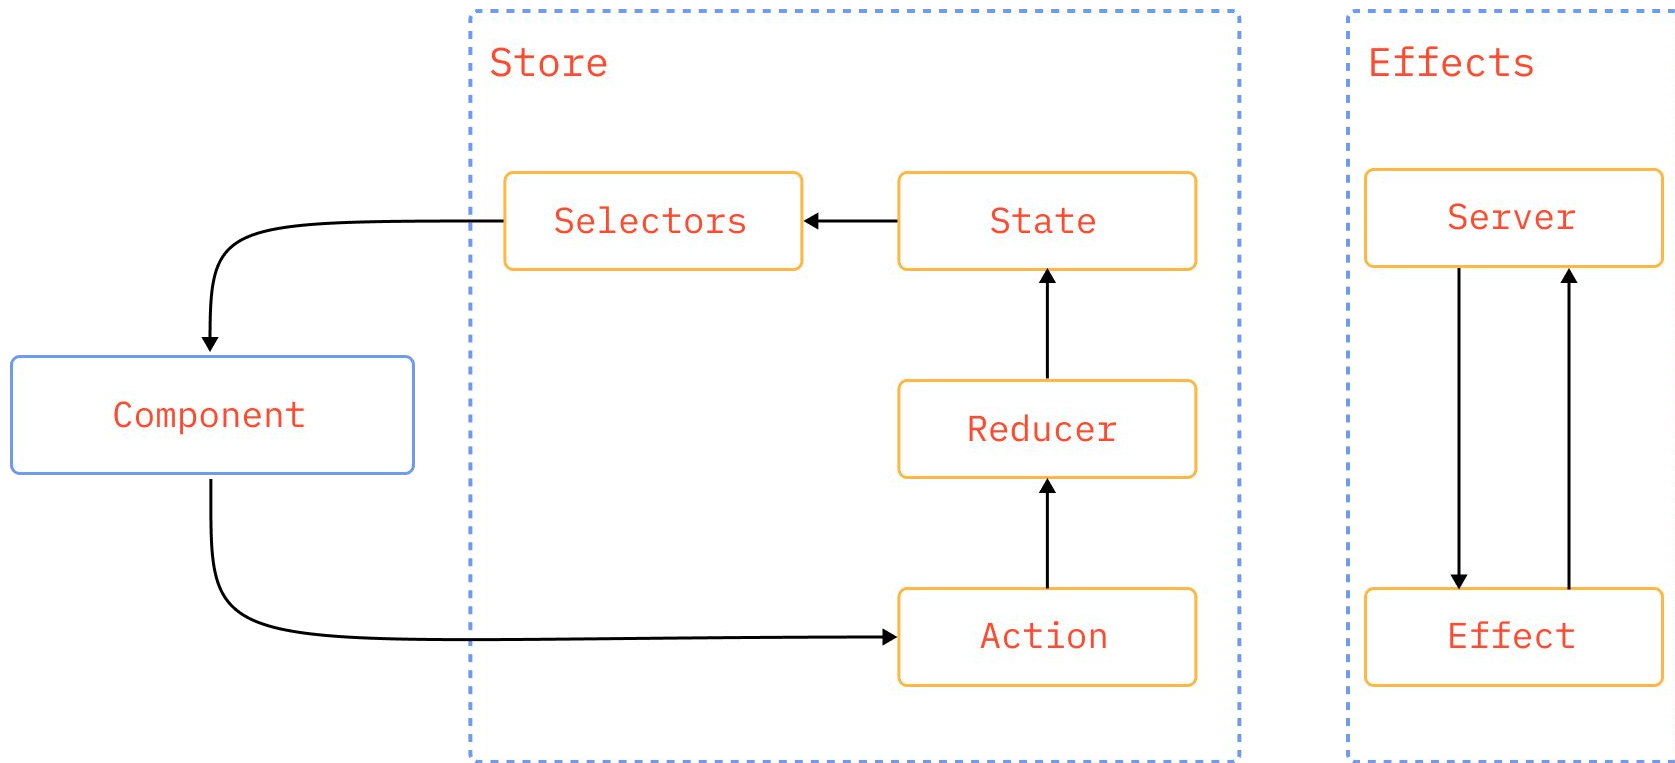 Store
Effects
Selectors
State
Server
Component
Reducer
Action
Effect